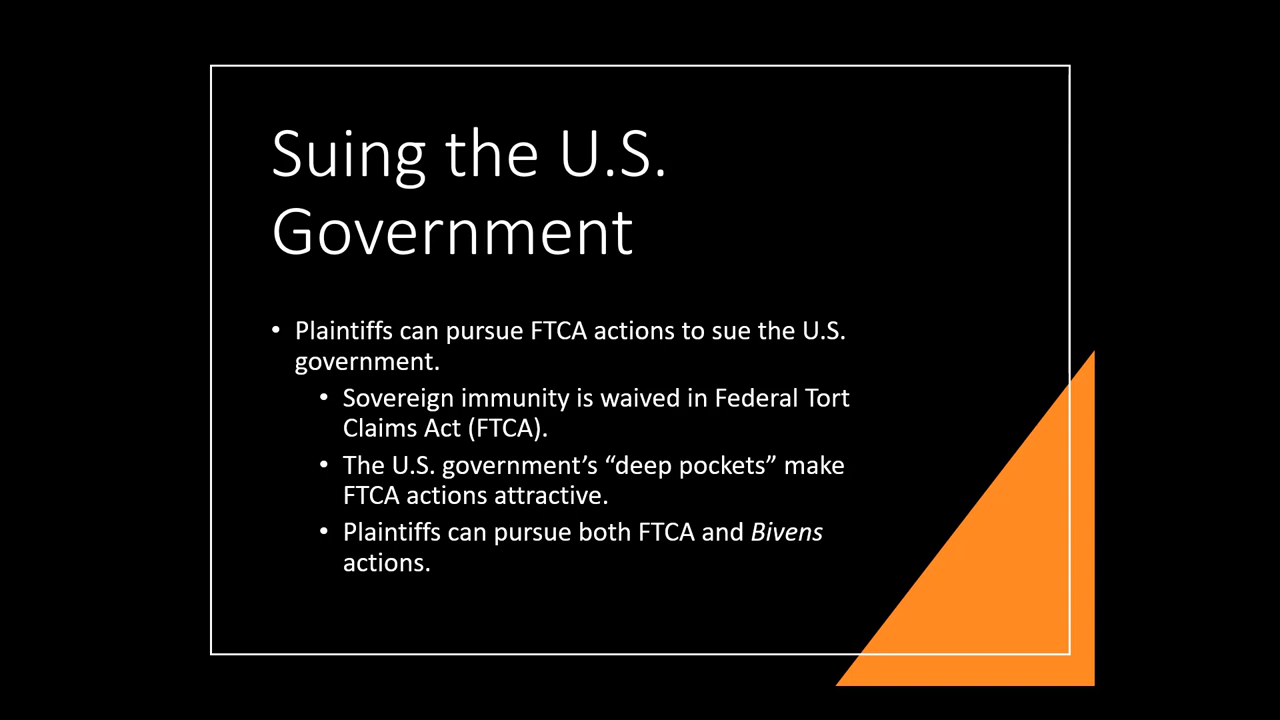 Suing the U.S.
Government
• Plaintiffs can pursue FTCA actions to sue the U.S.
government.
• Sovereign immunity is waived in Federal Tort
Claims Act (FTCA).
• The U.S. government’s “deep pockets” make
FTCA actions attractive.
• Plaintiffs can pursue both FTCA and Bivens
actions.